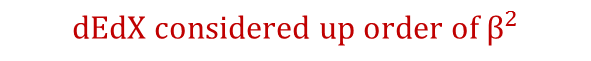 dEdX considered up order of β²